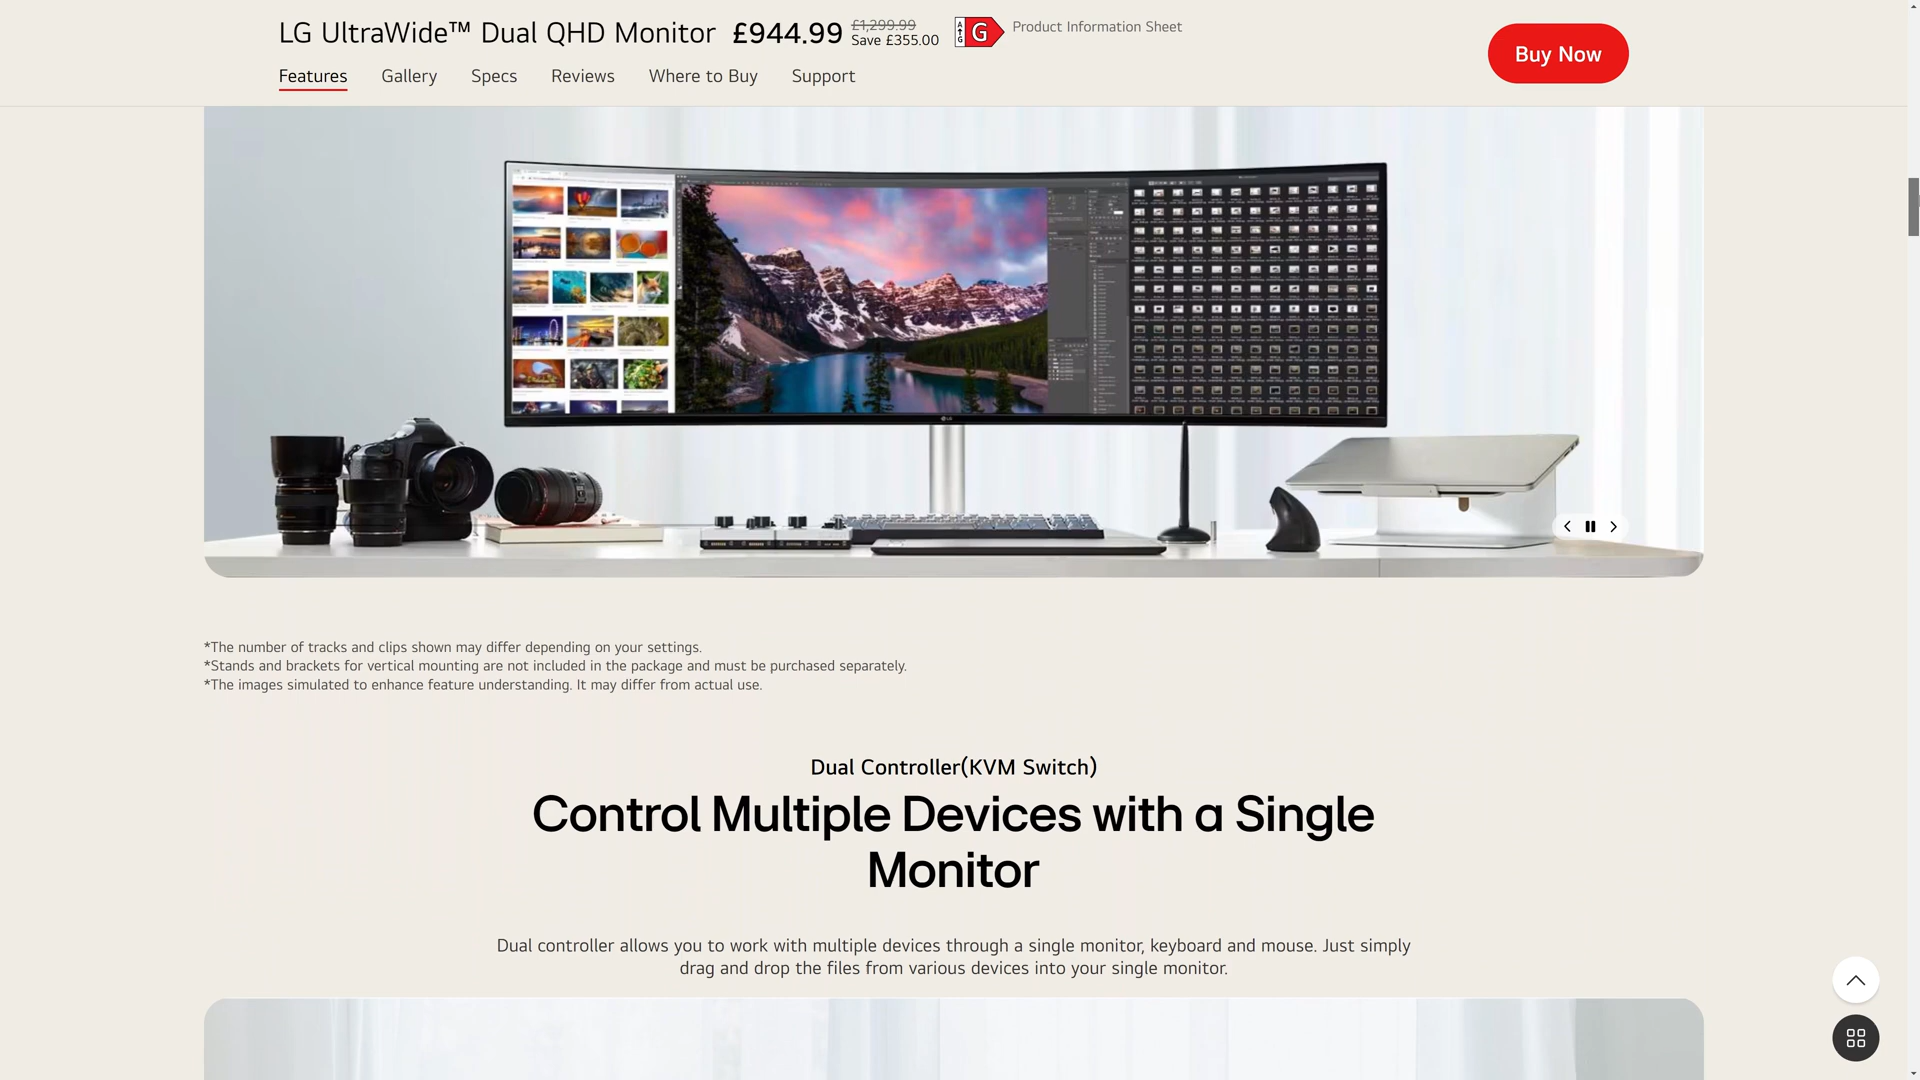 LG UltraWide™ Dual QHD Monitor £944.99 £1,299.99
Save £355.00
A
G
G
Product Information Sheet
Buy Now
Features Gallery Specs Reviews Where to Buy Support
LG
*The number of tracks and clips shown may differ depending on your settings.
*Stands and brackets for vertical mounting are not included in the package and must be purchased separately.
*The images simulated to enhance feature understanding. It may differ from actual use.
Dual Controller(KVM Switch)
Control Multiple Devices with a Single
Monitor
Dual controller allows you to work with multiple devices through a single monitor, keyboard and mouse. Just simply
drag and drop the files from various devices into your single monitor.